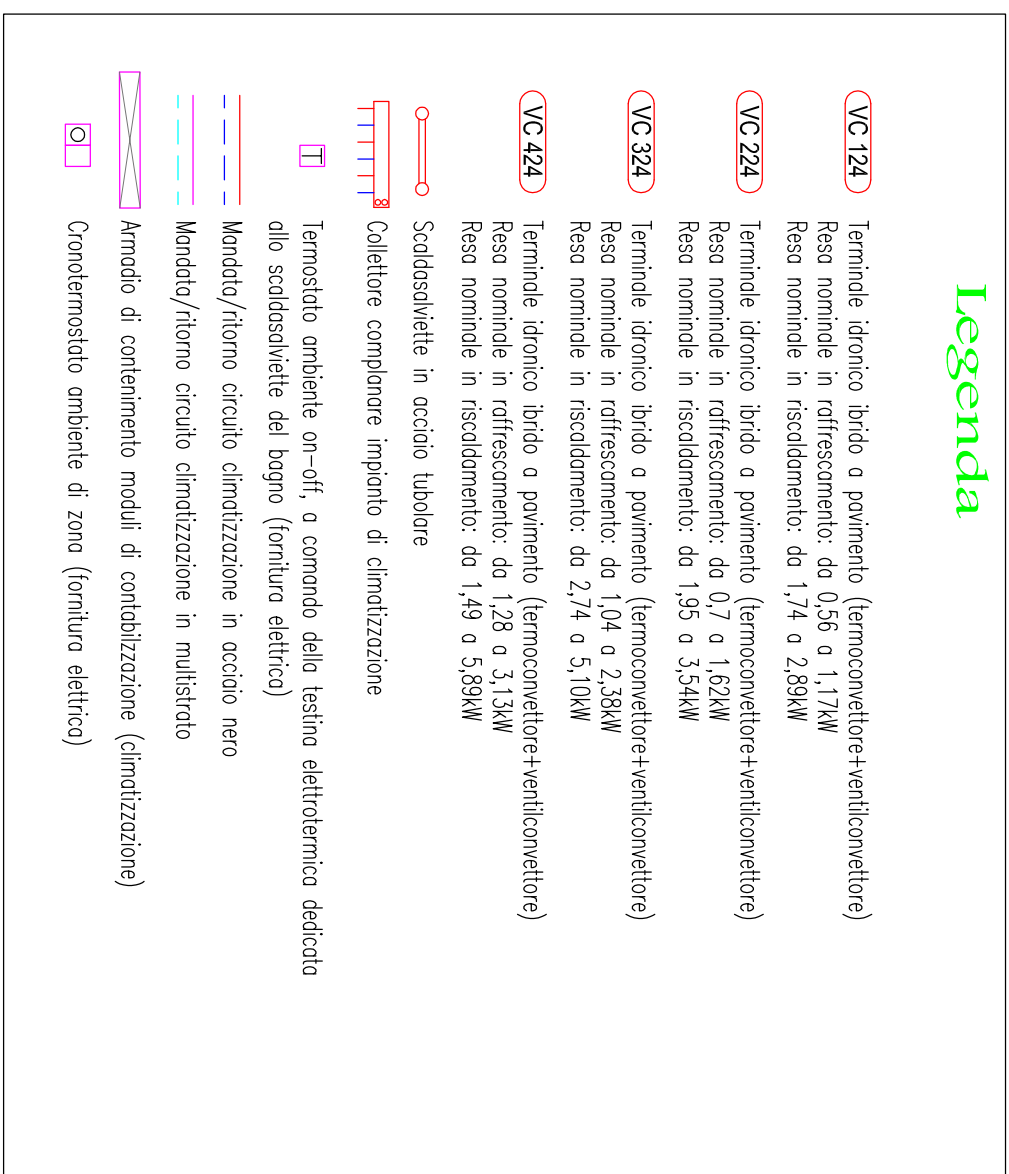 Legenda
VC 124 Terminale idronico ibrido a pavimento (termoconvettore+ventilconvettore)
Resa nominale in raffrescamento: da 0,56 a 1,17kW
Resa nominale in riscaldamento: da 1,74 a 2,89kW
VC 224 Terminale idronico ibrido a pavimento (termoconvettore+ventilconvettore)
Resa nominale in raffrescamento: da 0,7 a 1,62kW
Resa nominale in riscaldamento: da 1,95 a 3,54kW
VC 324 Terminale idronico ibrido a pavimento (termoconvettore+ventilconvettore)
Resa nominale in raffrescamento: da 1,04 a 2,38kW
Resa nominale in riscaldamento: da 2,74 a 5,10kW
VC 424 Terminale idronico ibrido a pavimento (termoconvettore+ventilconvettore)
Resa nominale in raffrescamento: da 1,28 a 3,13kW
Resa nominale in riscaldamento: da 1,49 a 5,89kW
Scaldasalviette in acciaio tubolare
Collettore complanare impianto di climatizzazione
T Termostato ambiente on-off, a comando della testina elettrotermica dedicata
allo scaldasalviette del bagno (fornitura elettrica)
Mandata/ritorno circuito climatizzazione in acciaio nero
Mandata/ritorno circuito climatizzazione in multistrato
Armadio di contenimento moduli di contabilzzazione (climatizzazione)
Cronotermostato ambiente di zona (fornitura elettrica)